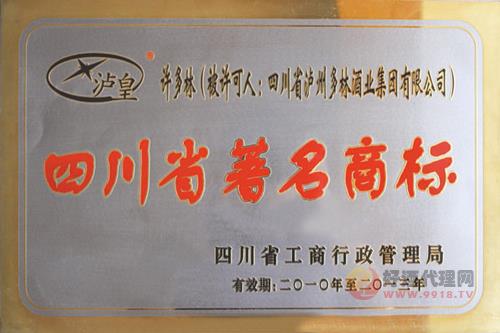 泸皇
许多林（被许可人：四川省泸州多林酒业集团有限公司）
四川省著名商标
四川省工商行政管理局
有效期：二〇一〇年至二〇一三年
好酒代理网
www.9918.TV